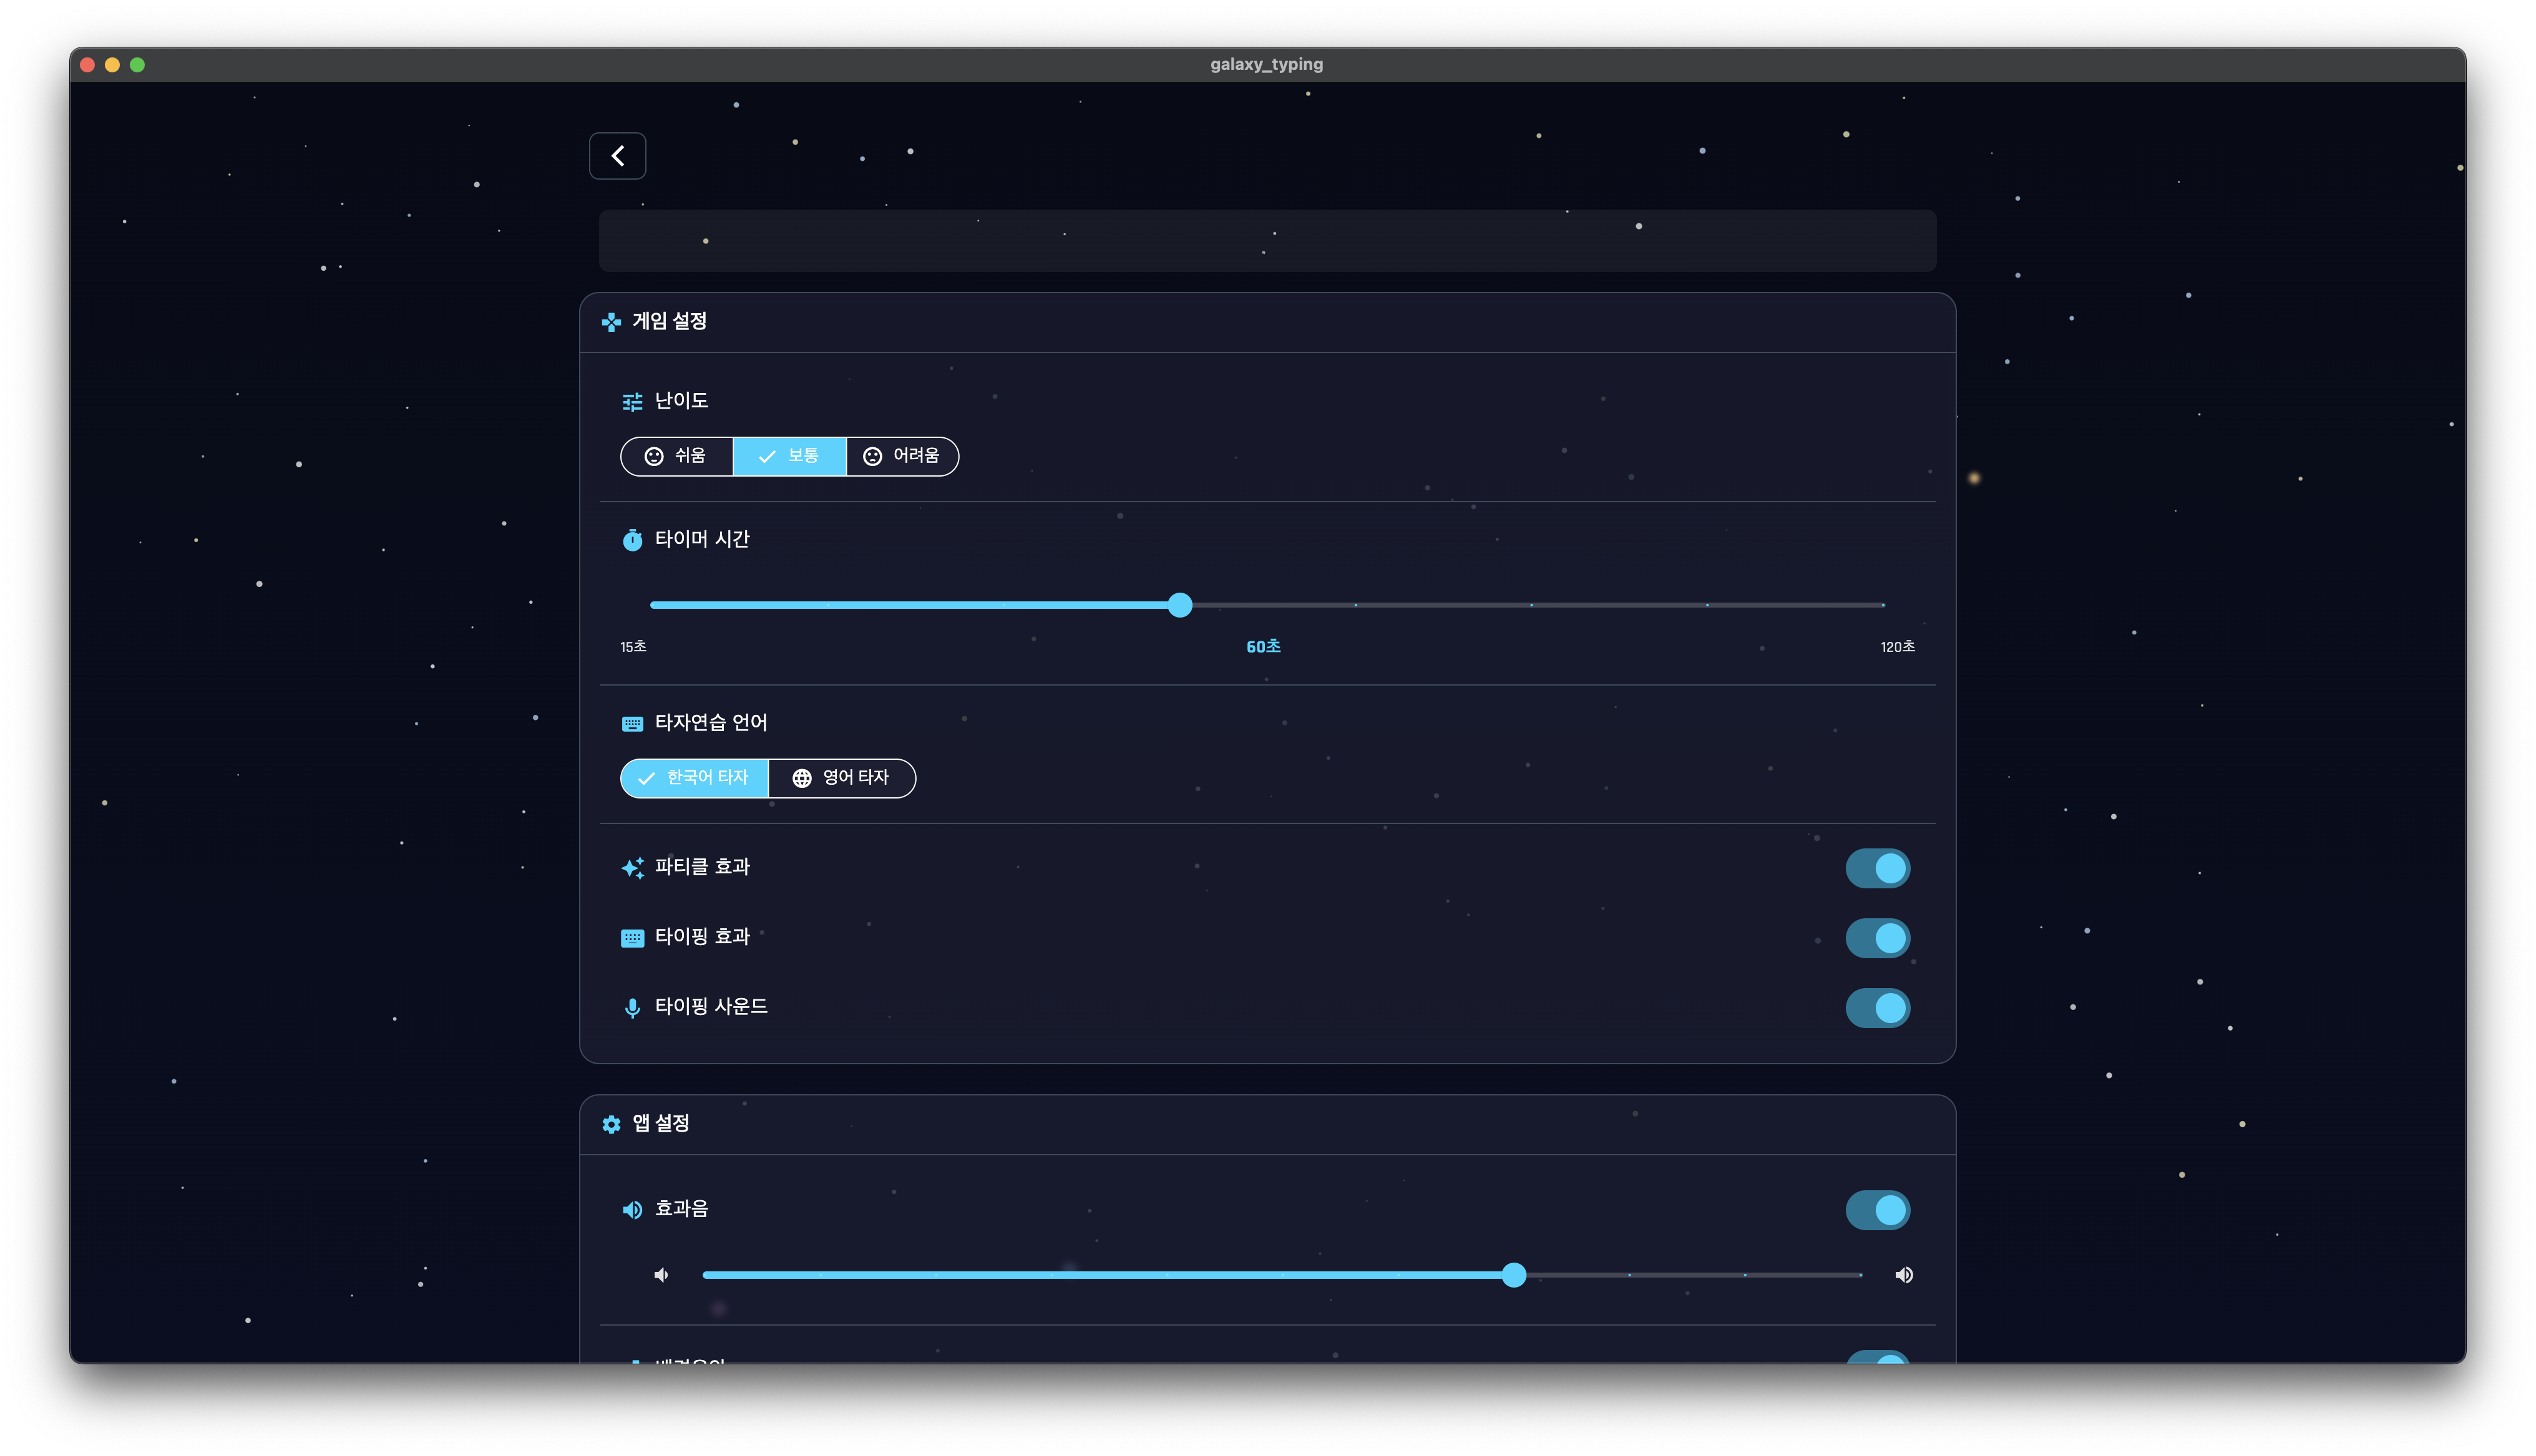 galaxy_typing
게임 설정
난이도
쉬움 보통 어려움
타이머 시간
15초 60초 120초
타자연습 언어
한국어 타자 영어 타자
파티클 효과
타이핑 효과
타이핑 사운드
앱 설정
효과음